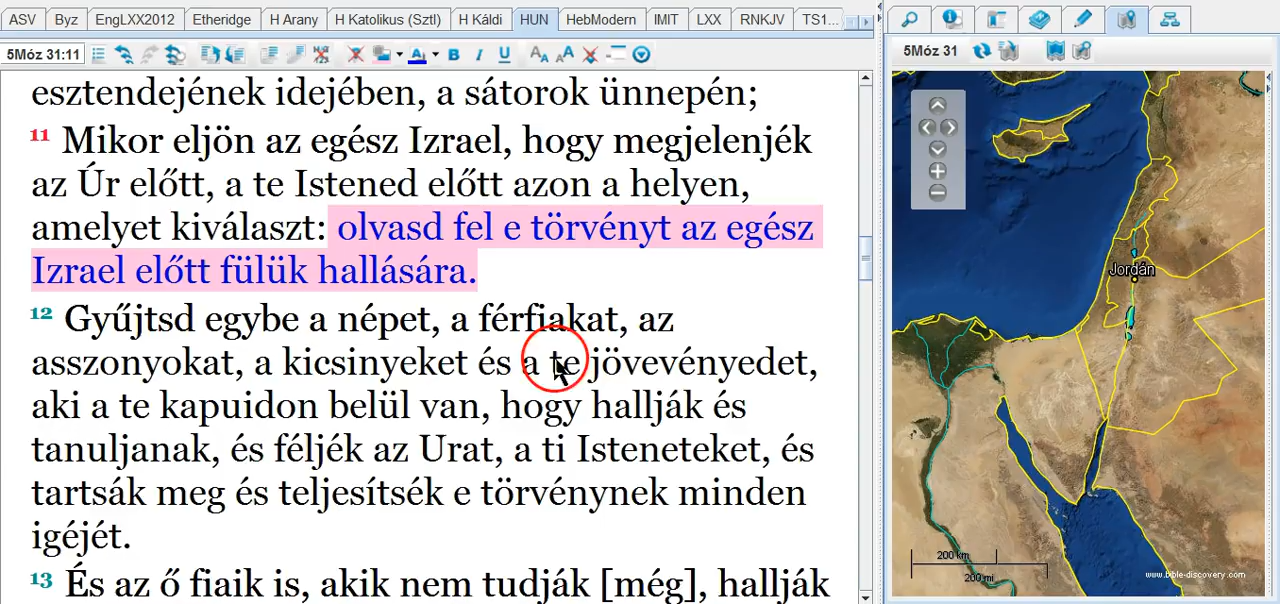 ASV Byz EngLXX2012 Etheridge H Arany H Katolikus (Sztl) H Káldi HUN HebModern IMIT LXX RNKJV TS1...
5Móz 31:11
esztendejének idejében, a sátorok ünnepén;
11 Mikor eljön az egész Izrael, hogy megjelenjék
az Úr előtt, a te Istened előtt azon a helyen,
amelyet kiválaszt: olvasd fel e törvényt az egész
Izrael előtt fülük hallására.
12 Gyűjtsd egybe a népet, a férfiakat, az
asszonyokat, a kicsinyeket és a te jövevényedet,
aki a te kapuidon belül van, hogy hallják és
tanuljanak, és féljék az Urat, a ti Isteneteket, és
tartsák meg és teljesítsék e törvénynek minden
igéjét.
13 És az ő fiaik is, akik nem tudják [még], hallják
5Móz 31
Jordán
200 km
200 mi
www.bible-discovery.com